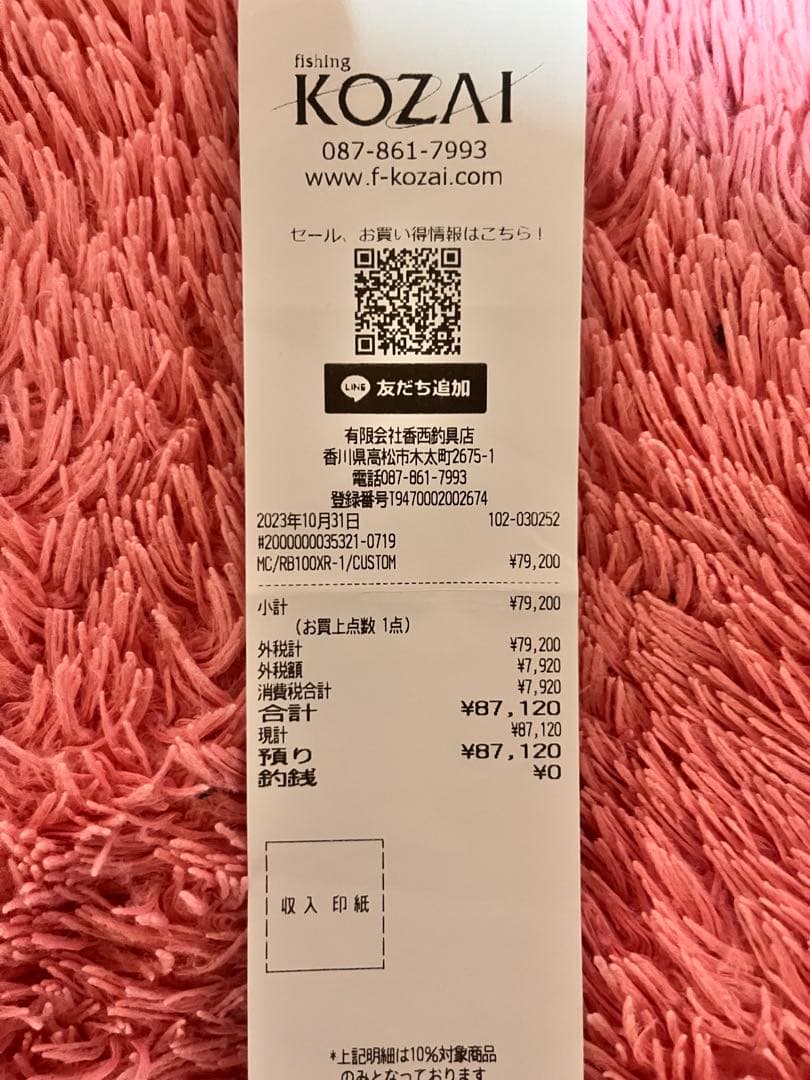 fishing
KOZAI
087-861-7993
www.f-kozai.com
セール、お買い得情報はこちら！
LINE 友だち追加
有限会社香西釣具店
香川県高松市木太町2675-1
電話087-861-7993
登録番号T9470002002674
2023年10月31日 102-030252
#2000000035321-0719
MC/RB100XR-1/CUSTOM ¥79,200
小計 ¥79,200
(お買上点数 1点)
外税計 ¥79,200
外税額 ¥7,920
消費税合計 ¥7,920
合計 ¥87,120
現計 ¥87,120
預り ¥87,120
釣銭 ¥0
収入 印紙
*上記明細は10%対象商品
のみとなっております